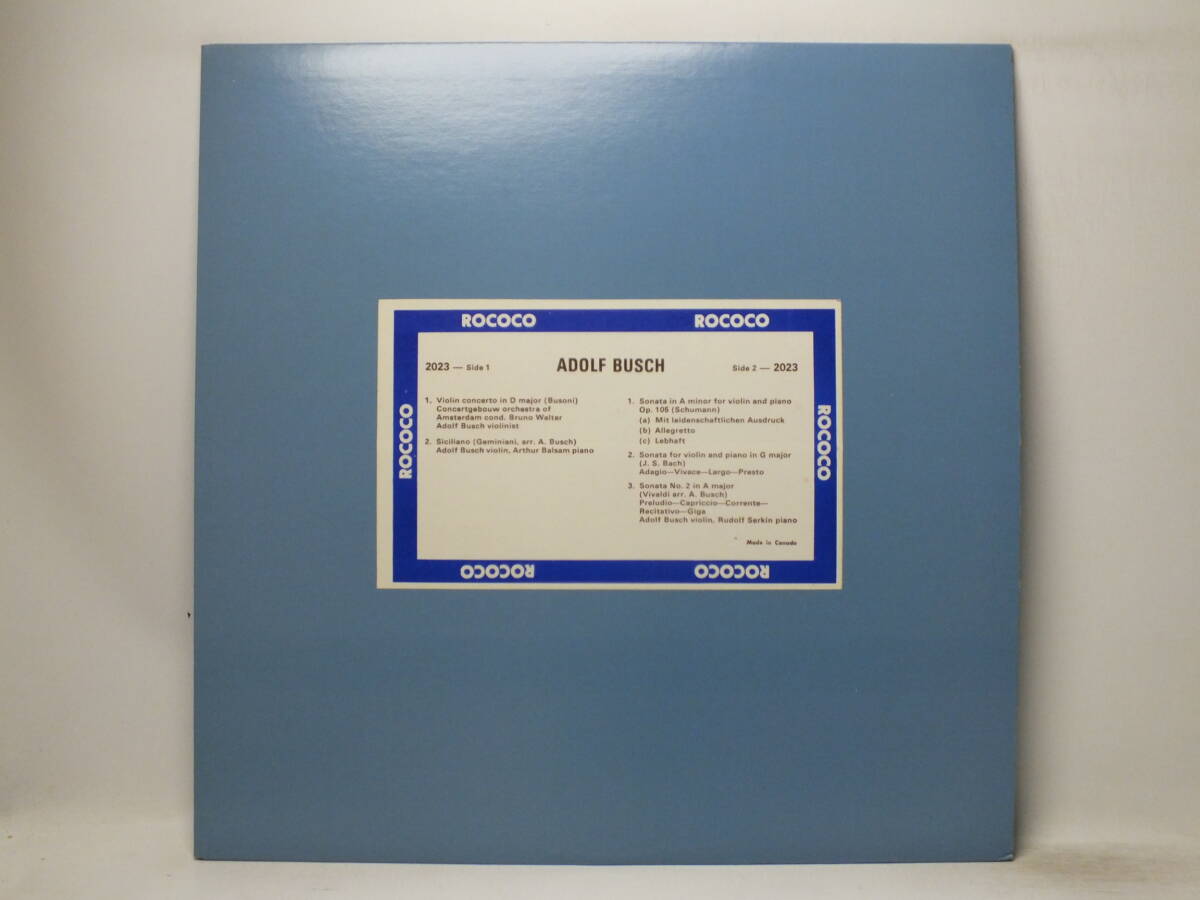 ROCOCO ROCOCO
2023 — Side 1 ADOLF BUSCH Side 2 — 2023
1. Violin concerto in D major (Busoni)
Concertgebouw orchestra of
Amsterdam cond. Bruno Walter
Adolf Busch violinist
2. Siciliano (Geminiani, arr. A. Busch)
Adolf Busch violin, Arthur Balsam piano
1. Sonata in A minor for violin and piano
Op. 105 (Schumann)
(a) Mit leidenschaftlichen Ausdruck
(b) Allegretto
(c) Lebhaft
2. Sonata for violin and piano in G major
(J. S. Bach)
Adagio—Vivace—Largo—Presto
3. Sonata No. 2 in A major
(Vivaldi arr. A. Busch)
Preludio—Capriccio—Corrente—
Recitativo—Giga
Adolf Busch violin, Rudolf Serkin piano
Made in Canada
ROCOCO
ROCOCO
ROCOCO ROCOCO